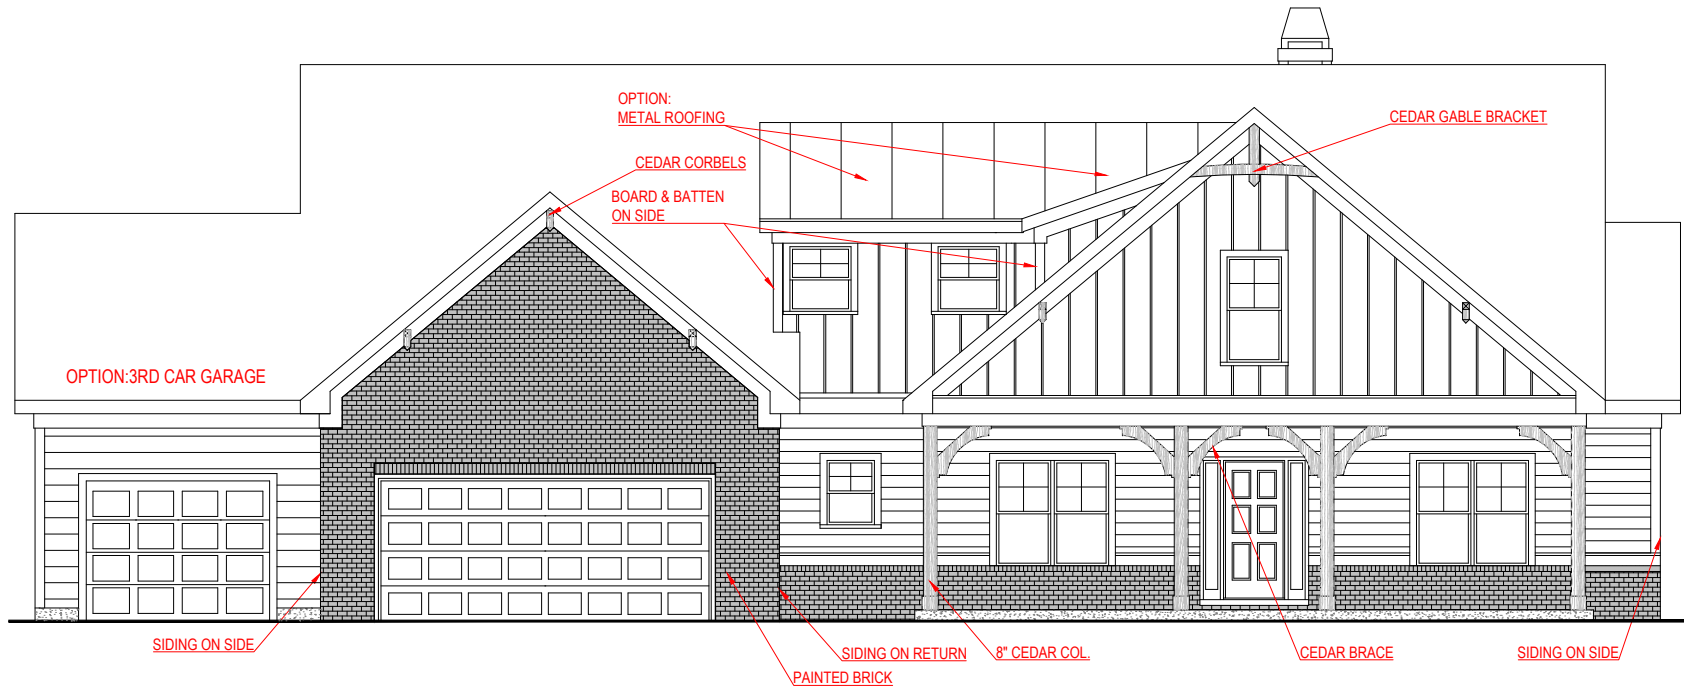 OPTION:
METAL ROOFING
CEDAR GABLE BRACKET
CEDAR CORBELS
BOARD & BATTEN
ON SIDE
OPTION:3RD CAR GARAGE
SIDING ON SIDE
SIDING ON RETURN
PAINTED BRICK
8" CEDAR COL.
CEDAR BRACE
SIDING ON SIDE